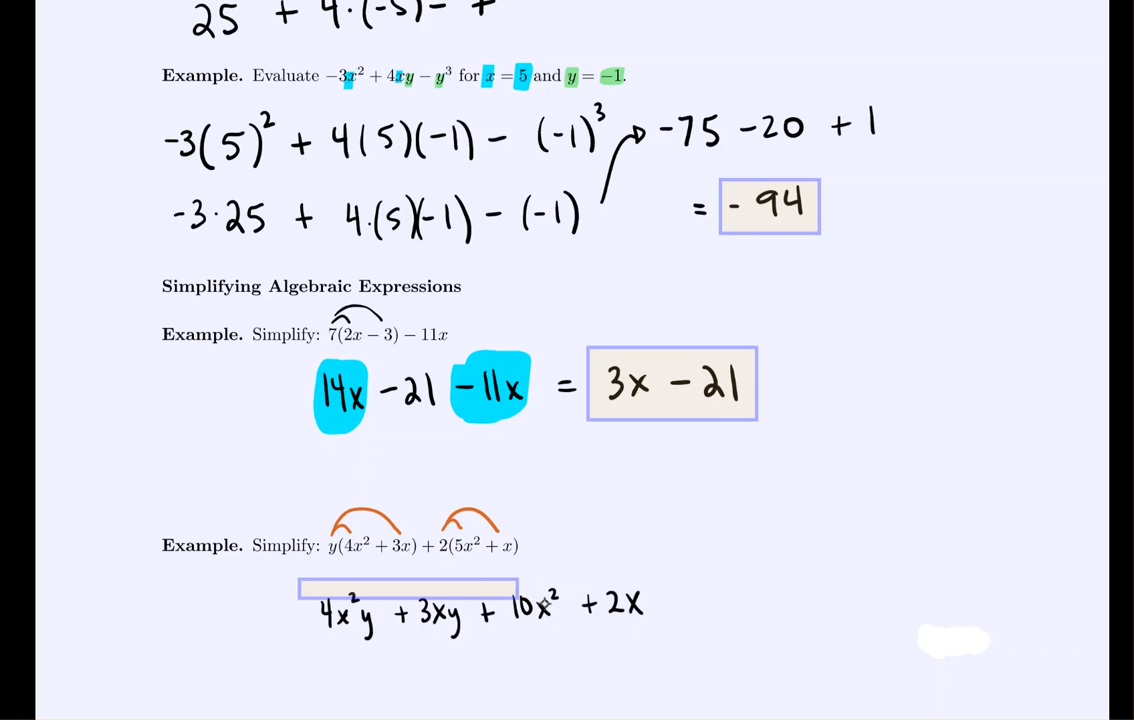 25 + 4·(-5) -
Example. Evaluate −3x² + 4xy − y³ for x = 5 and y = −1.
-3(5)² + 4(5)(-1) - (-1)³ -75 -20 + 1
-3·25 + 4·(5)(-1) - (-1) = -94
Simplifying Algebraic Expressions
Example. Simplify: 7(2x − 3) − 11x
14x -21 -11x = 3x -21
Example. Simplify: y(4x² + 3x) + 2(5x² + x)
4x²y + 3xy + 10x² + 2x